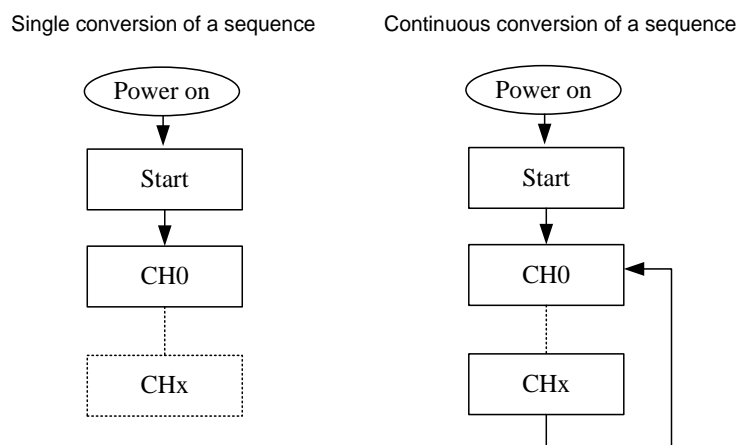 Single conversion of a sequence
Power on
Start
CH0
CHx
Continuous conversion of a sequence
Power on
Start
CH0
CHx